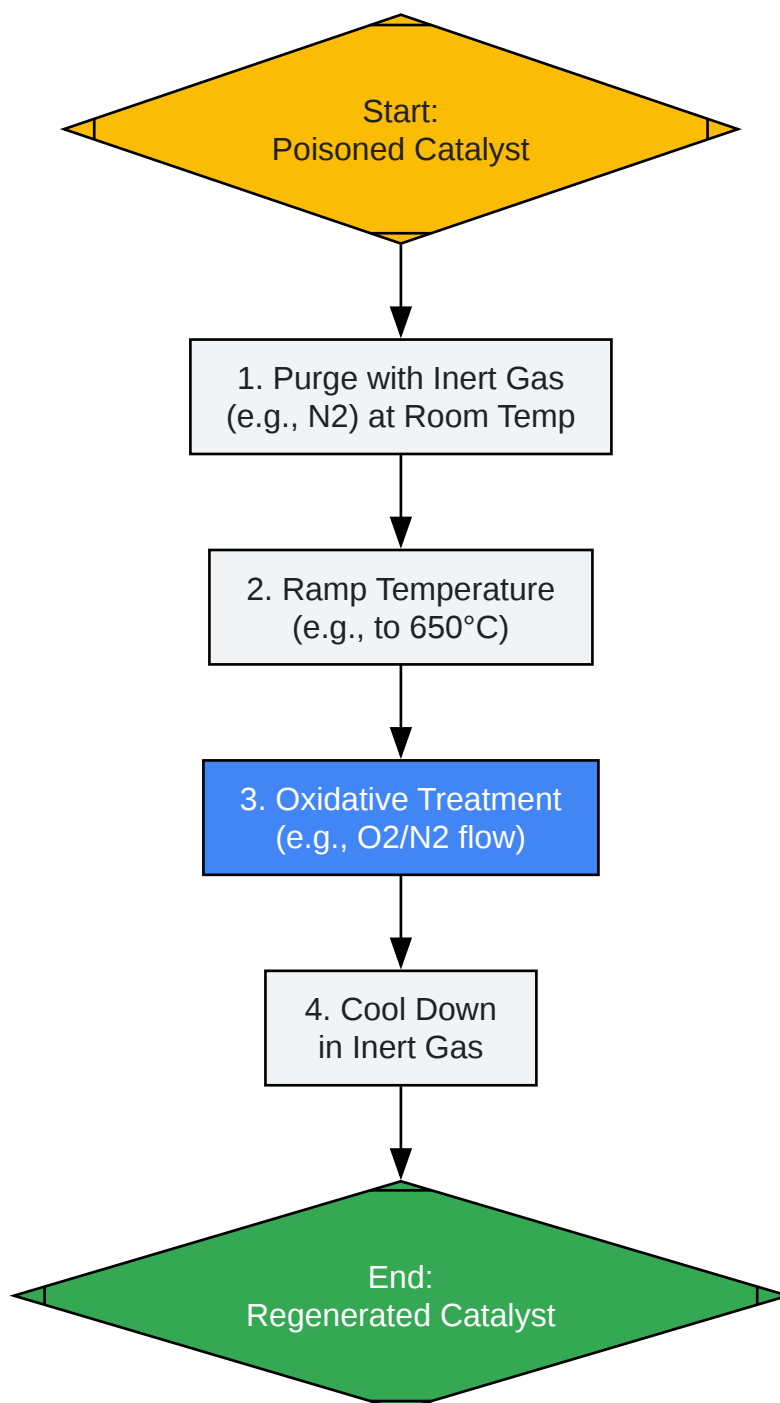 Start:
Poisoned Catalyst
1. Purge with Inert Gas
(e.g., N2) at Room Temp
2. Ramp Temperature
(e.g., to 650°C)
3. Oxidative Treatment
(e.g., O2/N2 flow)
4. Cool Down
in Inert Gas
End:
Regenerated Catalyst